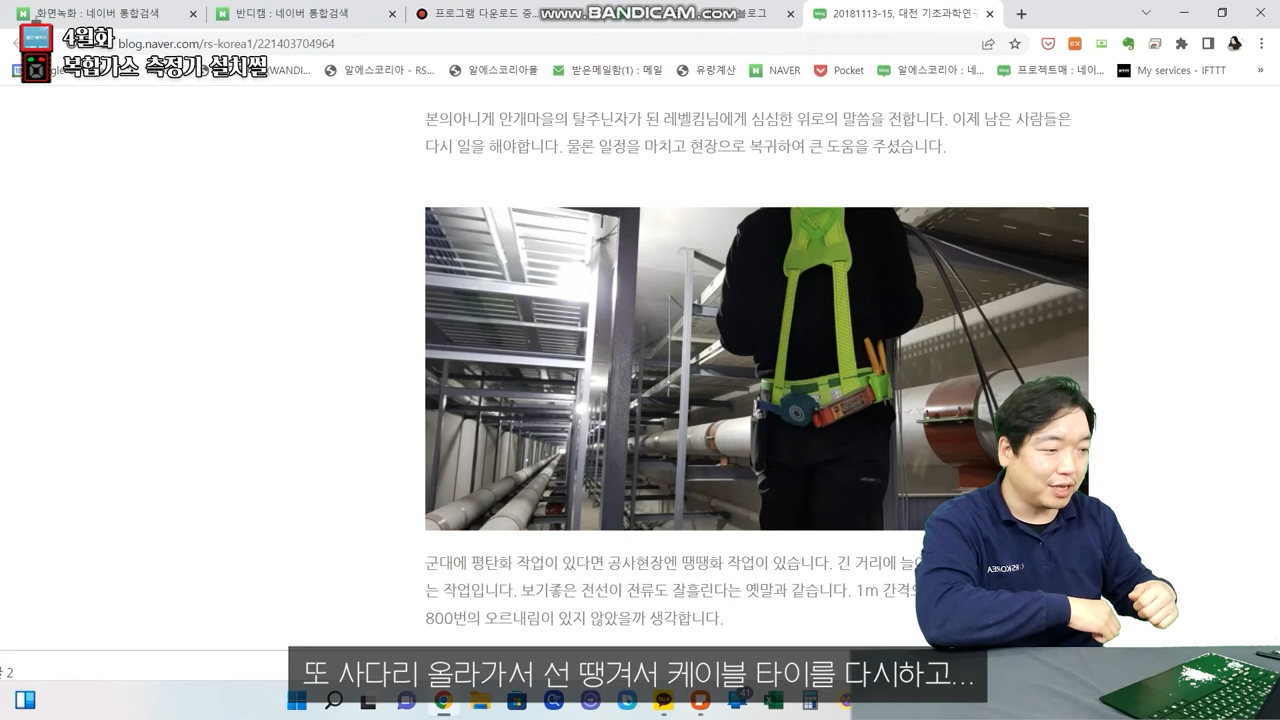 화면녹화 : 네이버 통합검색
반디캠 : 네이버 통합검색
프로그램 다운로드 중...
www.BANDICAM.com
블로그
20181113-15, 대전 기초과학연구
4월화
복합가스 측정기 설치썰
blog.naver.com/rs-korea1/221403704964
알에스코리아 - R...
스코리아몰
받은메일함(1) : 메일
NAVER
Pocket
알에스코리아 : 네...
프로젝트매 : 네이...
My services - IFTTT
»
본의아니게 안개마을의 탈주닌자가 된 레벨킴님에게 심심한 위로의 말씀을 전합니다. 이제 남은 사람들은
다시 일을 해야합니다. 물론 일정을 마치고 현장으로 복귀하여 큰 도움을 주셨습니다.
군대에 평탄화 작업이 있다면 공사현장엔 땡땡화 작업이 있습니다. 긴 거리에
는 작업입니다. 보기좋은 전선이 전류도 잘흘린다는 옛말과 같습니다. 1m
800번의 오르내림이 있지 않았을까 생각합니다.
RSKOREA
2
또 사다리 올라가서 선 땡겨서 케이블 타이를 다시하고...
41